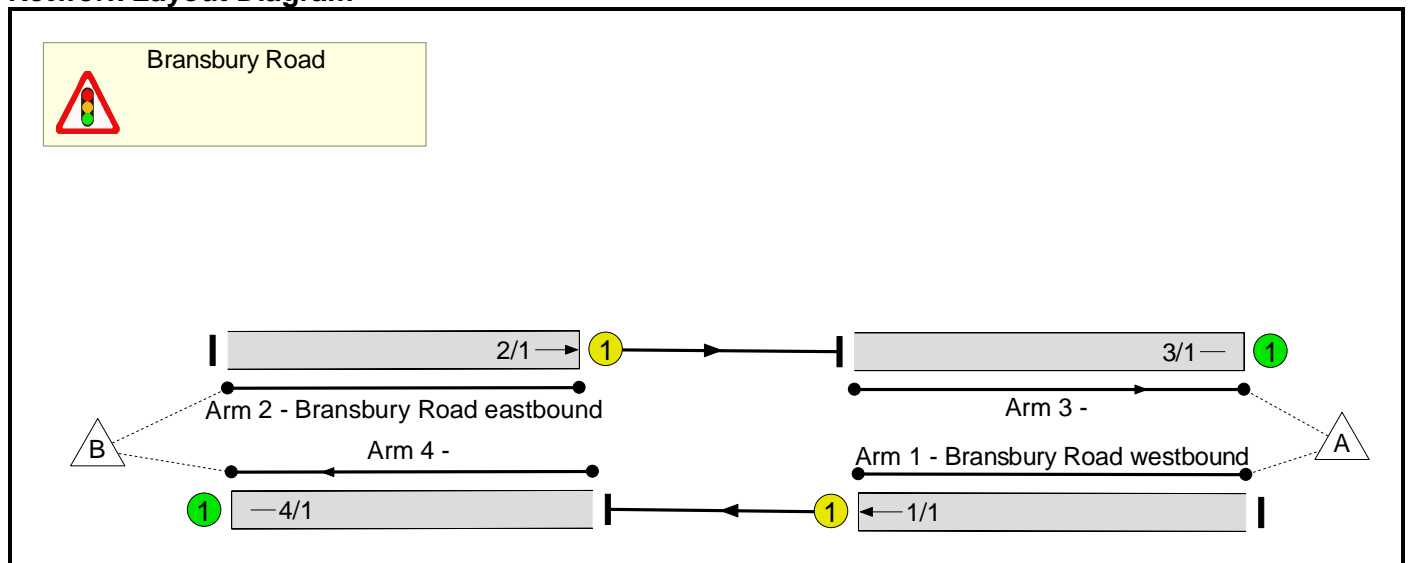 Network Layout Diagram
Bransbury Road
2/1
1
3/1
1
Arm 2 - Bransbury Road eastbound
Arm 3 -
B
Arm 4 -
Arm 1 - Bransbury Road westbound
A
1
4/1
1
1/1